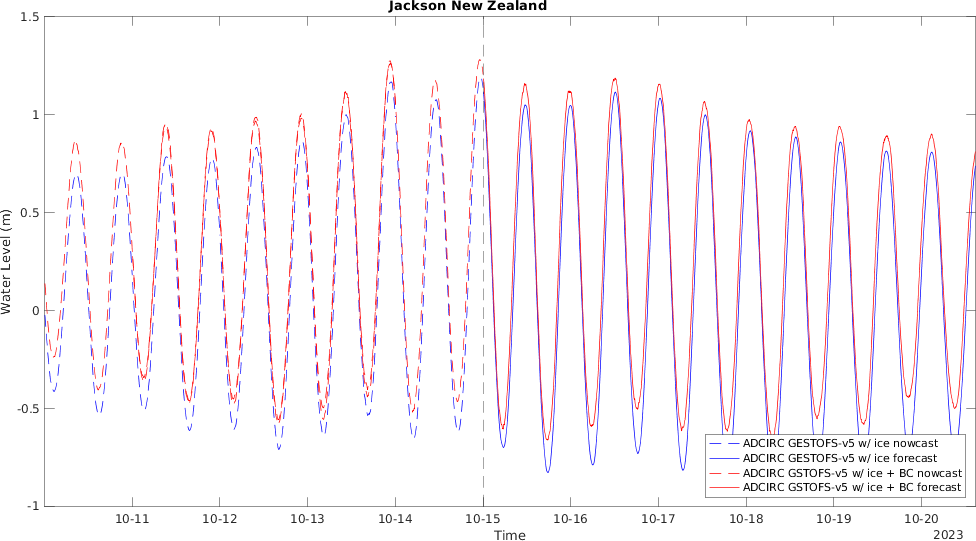 Jackson New Zealand
1.5
1
0.5
0
-0.5
-1
Water Level (m)
10-11 10-12 10-13 10-14 10-15 10-16 10-17 10-18 10-19 10-20
Time
2023
ADCIRC GESTOFS-v5 w/ ice nowcast
ADCIRC GESTOFS-v5 w/ ice forecast
ADCIRC GSTOFS-v5 w/ ice + BC nowcast
ADCIRC GSTOFS-v5 w/ ice + BC forecast